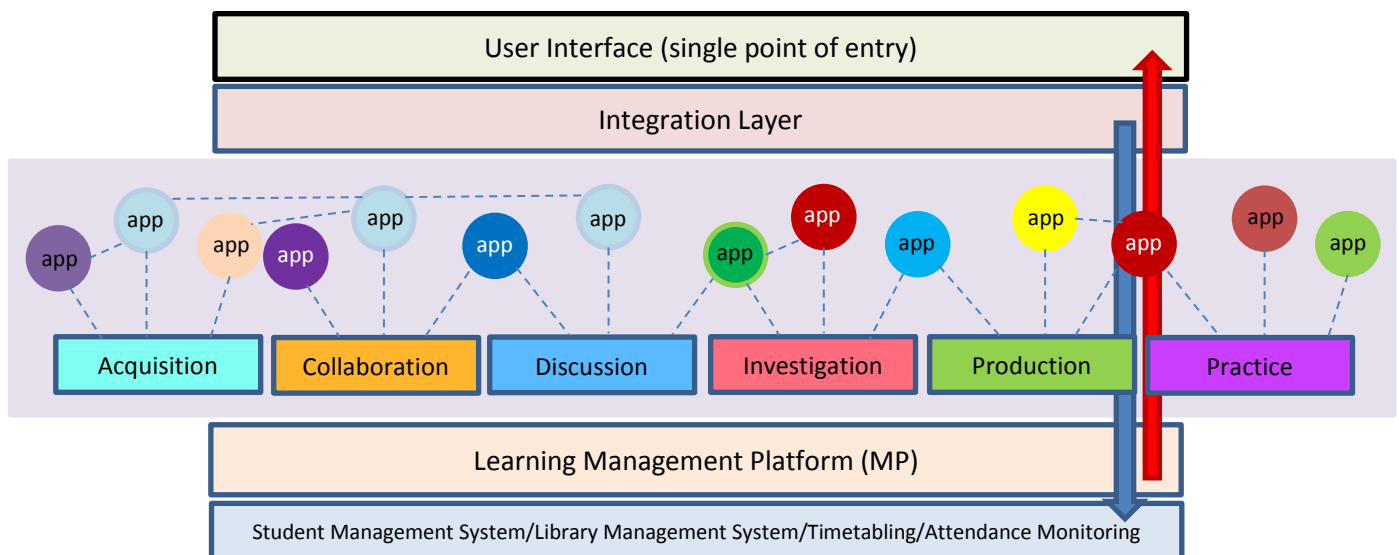 User Interface (single point of entry)
Integration Layer
app
app
app
app
app
app
app
app
app
app
app
app
app
app
Acquisition
Collaboration
Discussion
Investigation
Production
Practice
Learning Management Platform (MP)
Student Management System/Library Management System/Timetabling/Attendance Monitoring